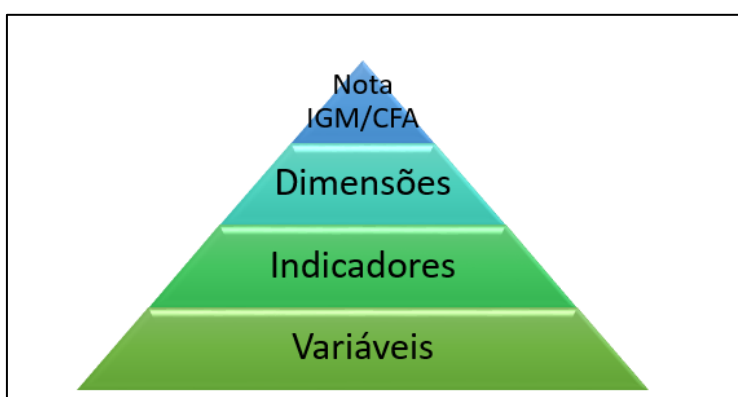 Nota
IGM/CFA
Dimensões
Indicadores
Variáveis